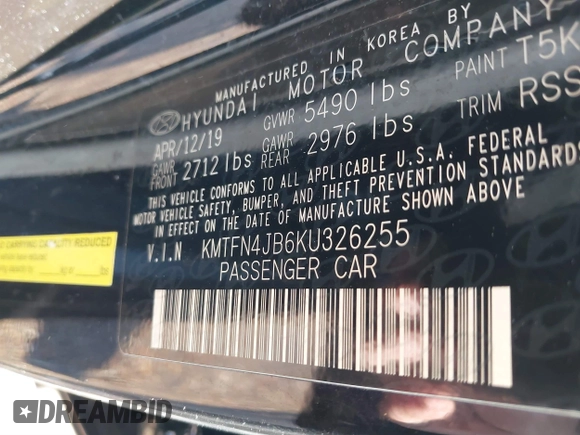 MANUFACTURED IN KOREA BY
HYUNDAI MOTOR COMPANY
APR/12/19 GVWR 5490 lbs PAINT T5K
GAWR FRONT 2712 lbs GAWR REAR 2976 lbs TRIM RSS
THIS VEHICLE CONFORMS TO ALL APPLICABLE U.S.A. FEDERAL
MOTOR VEHICLE SAFETY, BUMPER, AND THEFT PREVENTION STANDARDS
IN EFFECT ON THE DATE OF MANUFACTURE SHOWN ABOVE.
V.I.N KMTFN4JB6KU326255
PASSENGER CAR
CAPACITY REDUCED
DREAMBID